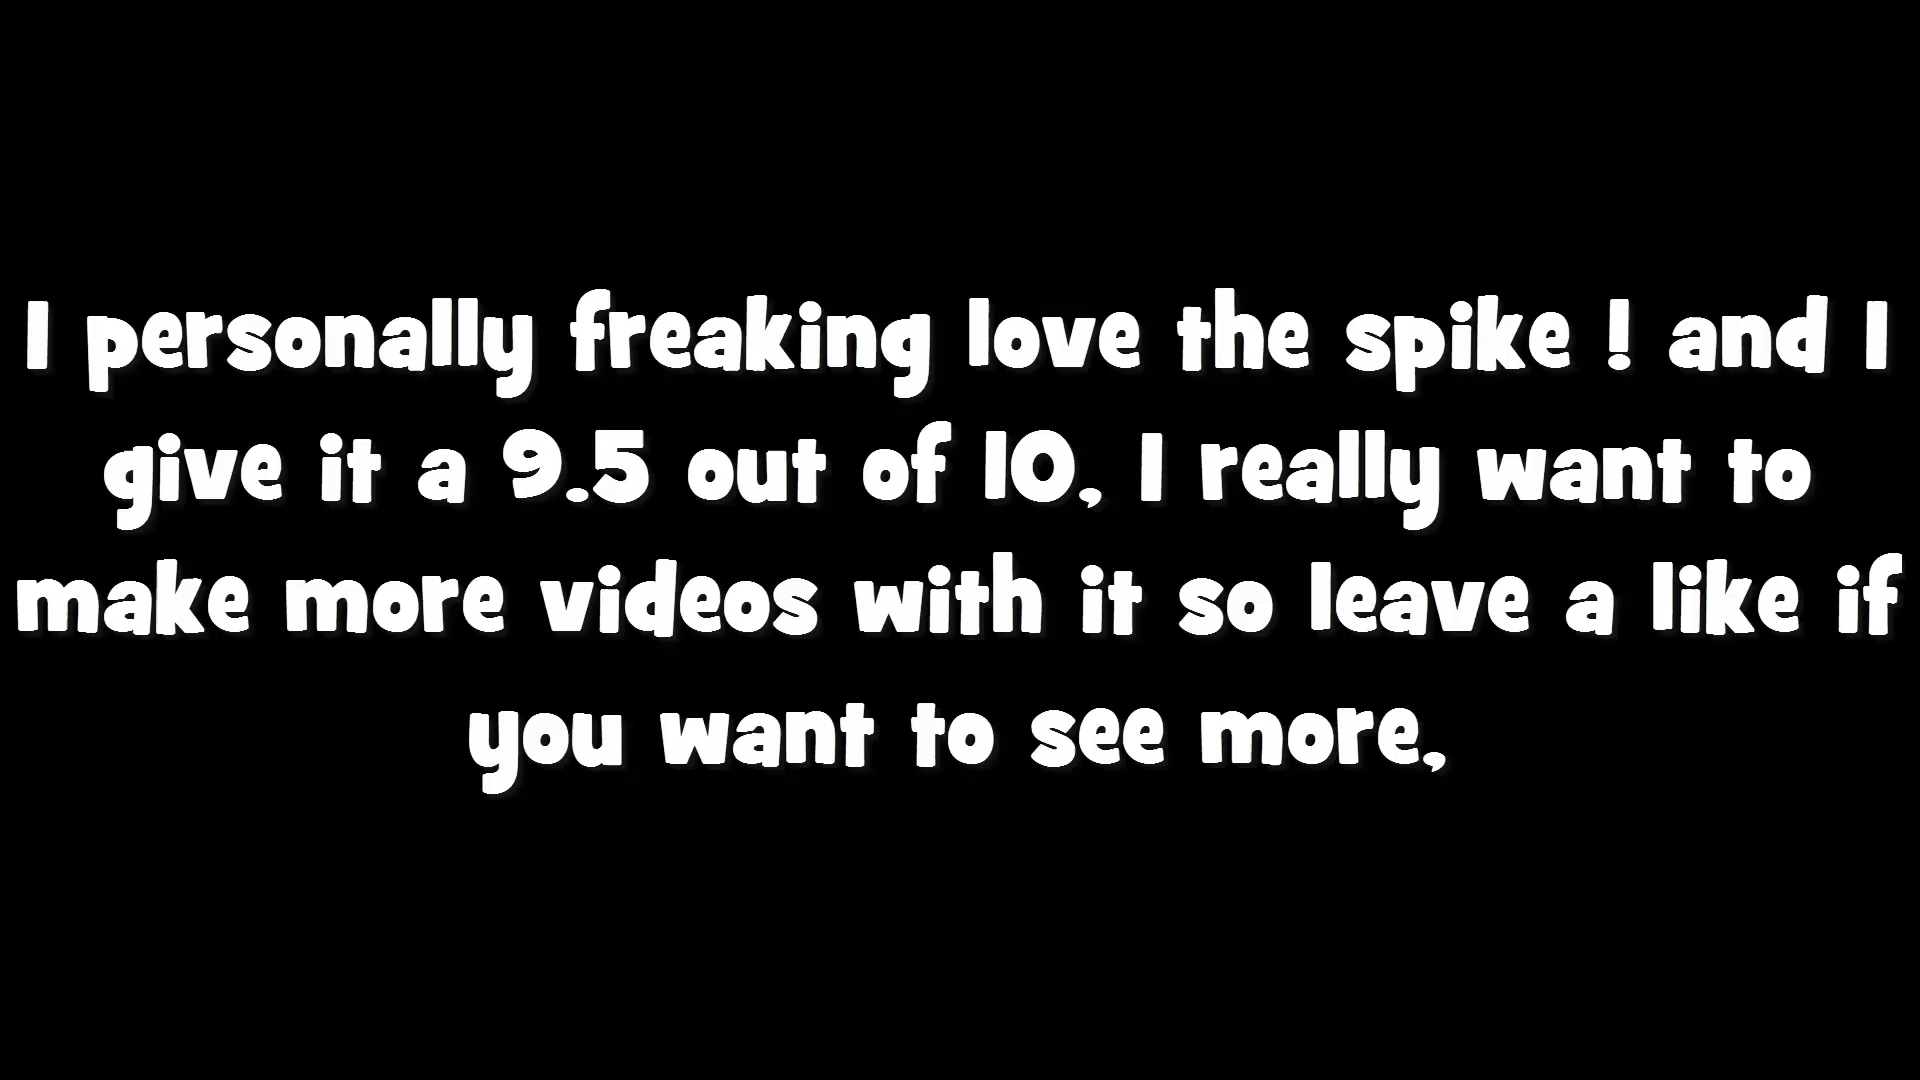 I personally freaking love the spike ! and I
give it a 9.5 out of 10, I really want to
make more videos with it so leave a like if
you want to see more,